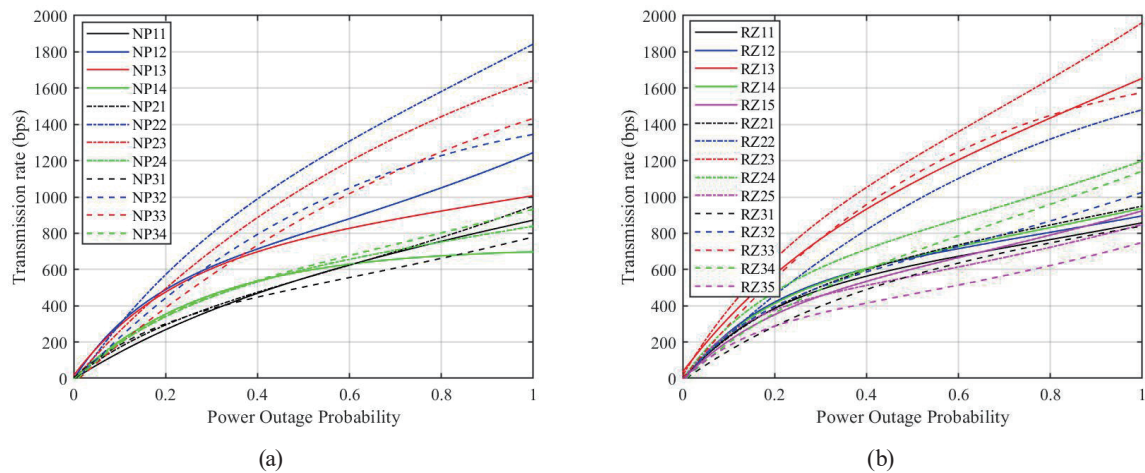 2000
1800
1600
1400
1200
1000
800
600
400
200
0
Transmission rate (bps)
NP11
NP12
NP13
NP14
NP21
NP22
NP23
NP24
NP31
NP32
NP33
NP34
0 0.2 0.4 0.6 0.8 1
Power Outage Probability
(a)
2000
1800
1600
1400
1200
1000
800
600
400
200
0
Transmission rate (bps)
RZ11
RZ12
RZ13
RZ14
RZ15
RZ21
RZ22
RZ23
RZ24
RZ25
RZ31
RZ32
RZ33
RZ34
RZ35
0 0.2 0.4 0.6 0.8 1
Power Outage Probability
(b)